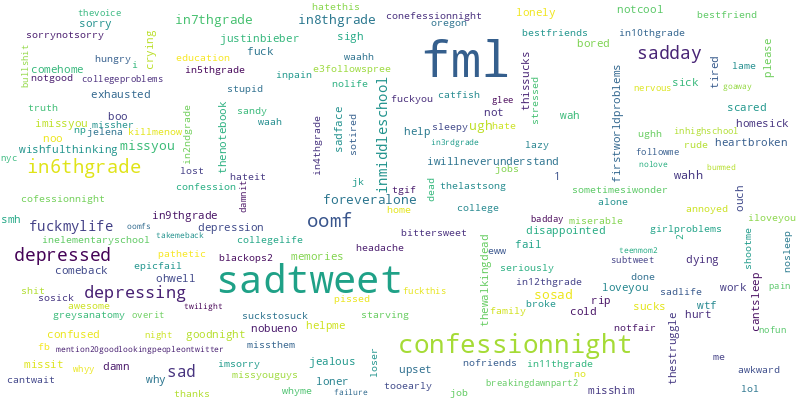 thevoice
sorry
sorrynotsorry
bullshit
crying
hungry
i
comehome
notgood
collegeproblems
exhausted
truth
boo
imissyou
np
missher
noo
jelena
killmenow
wishfulthinking
missyou
nyc
in6thgrade
in7thgrade
hatethis
in8thgrade
justinbieber
sigh
fuck
waahh
education
in5thgrade
inpain
e3followspree
nolife
stupid
sandy
waah
in2ndgrade
thenotebook
in4thgrade
sadface
sotired
lost
hateit
confession
damnit
jk
conefessionnight
oregon
fml
fuckyou
catfish
glee
not
help
sleepy
ughhate
inmiddleschool
in3rdgrade
iwillneverunderstand
lazy
jobs
thelastsong
tgif
dead
foreveralone
home
college
lonely
notcool
bestfriend
bestfriends
bored
in10thgrade
sadday
please
thissucks
stressed
wah
firstworldproblems
sick
tired
lame
nervous
goaway
scared
homesick
ughh
inhighschool
rude
heartbroken
followme
nolove
bummed
wahh
1
sometimesiwonder
alone
ouch
annoyed
iloveyou
cofessionnight
smh
fuckmylife
oomfs
in9thgrade
takemeback
inelementaryschool
depression
collegelife
oomf
depressed
comeback
pathetic
epicfail
ohwell
blackops2
memories
headache
bittersweet
sadtweet
shit
sosick
depressing
awesome
twilight
greysanatomy
overit
suckstosuck
pissed
fuckthis
starving
confused
night
goodnight
nobueno
helpme
fb
mention20goodlookingpeopleontwitter
missthem
missit
whyy
damn
sad
imsorry
jealous
loser
cantwait
why
missyouguys
loner
thanks
whyme
failure
badday
miserable
disappointed
girlproblems
2
eww
fail
teenmom2
subtweet
dying
shootme
nosleep
thewalkingdead
seriously
in12thgrade
done
loveyou
sadlife
work
cantsleep
pain
sosad
rip
broke
cold
sucks
wtf
hurt
family
notfair
nofun
confessionnight
thestruggle
me
nofriends
in11thgrade
upset
no
awkward
tooearly
breakingdawnpart2
job
misshim
lol